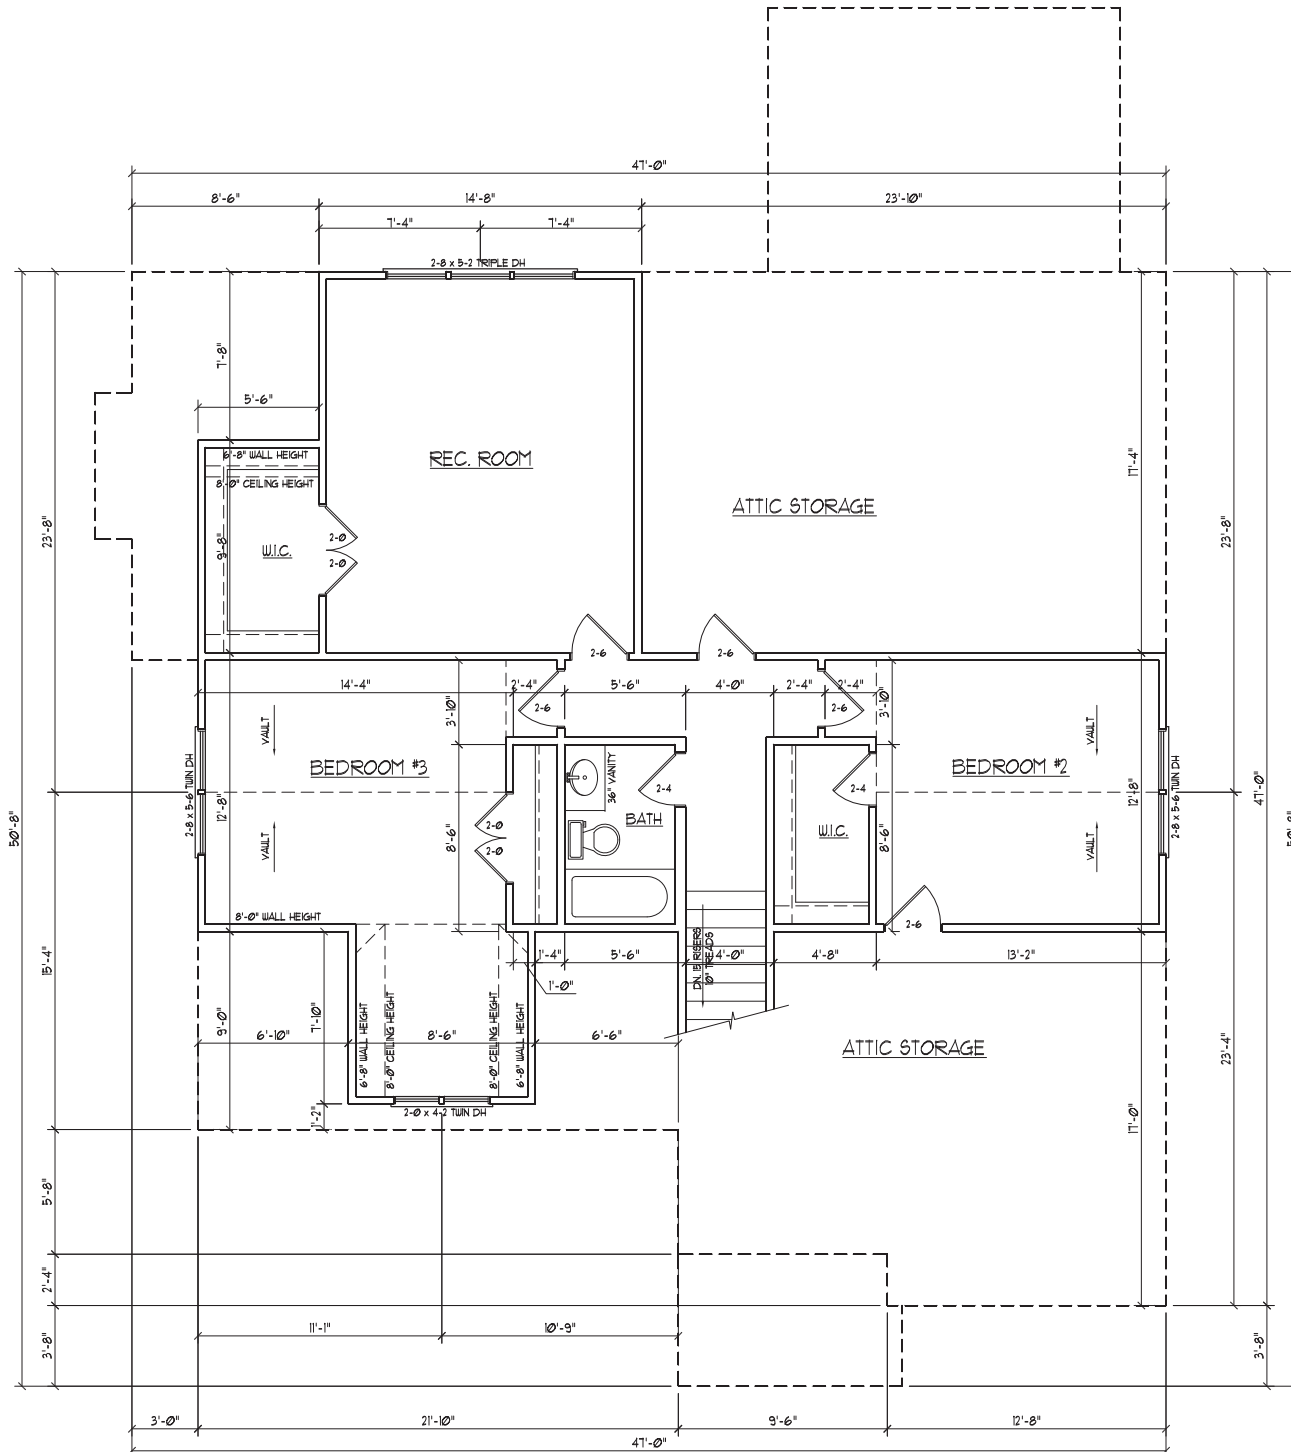 47'-0"
8'-6" 14'-8" 23'-10"
7'-4" 7'-4"
2-8 x 5-2 TRIPLE DH
7'-8"
5'-6"
6'-8" WALL HEIGHT
8'-0" CEILING HEIGHT
REC. ROOM
17'-4"
ATTIC STORAGE
23'-8"
23'-8"
2-0
2-0
9'-8"
W.I.C.
2-6
2-6
14'-4" 2'-4" 5'-6" 4'-0" 2'-4" 2'-4"
3'-10"
3'-10"
2-6
2-6
VAULT
VAULT
BEDROOM #3
BEDROOM #2
36" VANITY
2-4
2-4
2-8 x 5-6 TWIN DH
2-8 x 5-6 TWIN DH
12'-8"
12'-8"
47'-0"
50'-8"
BATH
2-0
2-0
W.I.C.
8'-6"
8'-6"
VAULT
VAULT
8'-0" WALL HEIGHT
2-6
DN. 15 RISERS
10" TREADS
1'-4" 5'-6" 4'-0" 4'-8" 13'-2"
1'-0"
15'-4"
9'-0"
7'-10"
6'-8" WALL HEIGHT
8'-0" CEILING HEIGHT
8'-0" CEILING HEIGHT
6'-8" WALL HEIGHT
6'-10" 8'-6" 6'-6"
ATTIC STORAGE
23'-4"
17'-0"
1'-2"
2-0 x 4-2 TWIN DH
5'-8"
2'-4"
3'-8"
3'-8"
11'-1" 10'-9"
3'-0" 21'-10" 9'-6" 12'-8"
47'-0"